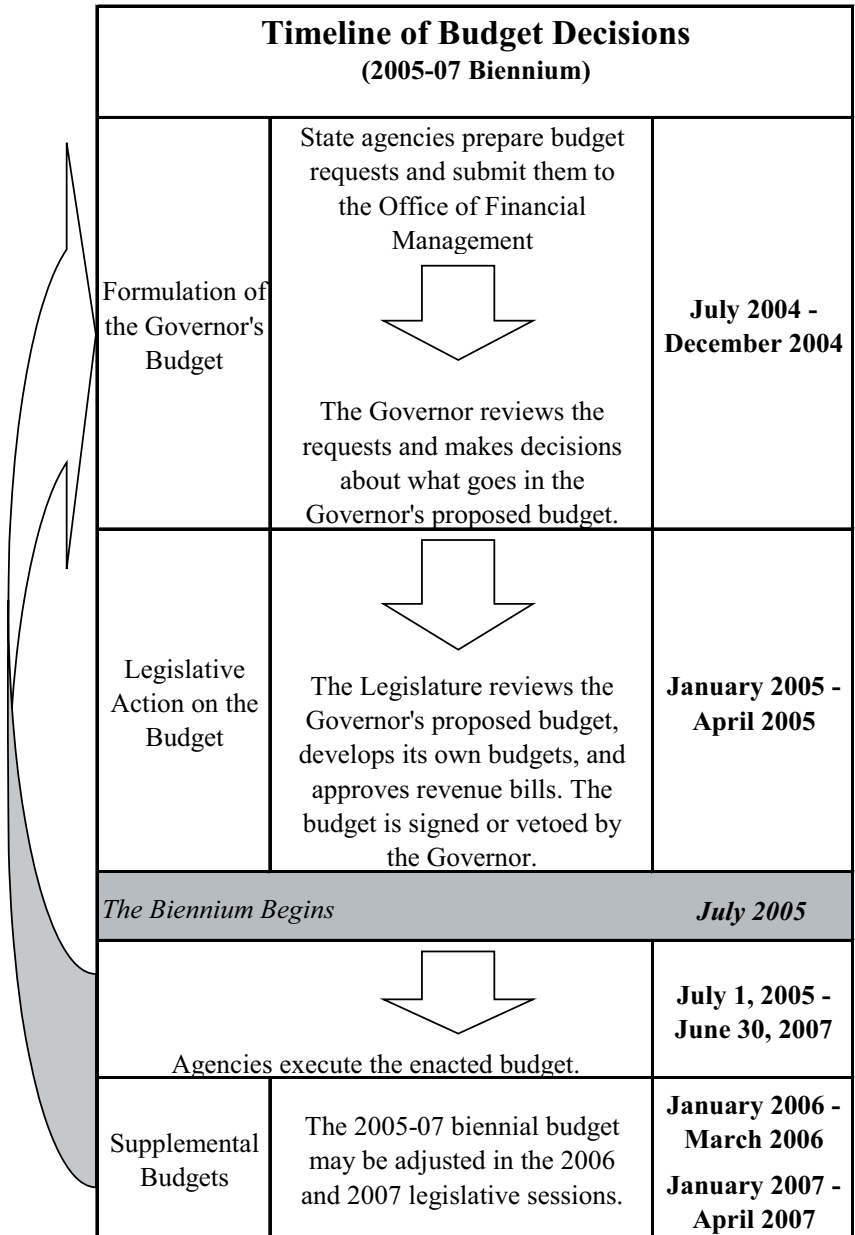 Timeline of Budget Decisions
(2005-07 Biennium)
Formulation of
the Governor's
Budget
State agencies prepare budget
requests and submit them to
the Office of Financial
Management
The Governor reviews the
requests and makes decisions
about what goes in the
Governor's proposed budget.
July 2004 -
December 2004
Legislative
Action on the
Budget
The Legislature reviews the
Governor's proposed budget,
develops its own budgets, and
approves revenue bills. The
budget is signed or vetoed by
the Governor.
January 2005 -
April 2005
The Biennium Begins
July 2005
Agencies execute the enacted budget.
July 1, 2005 -
June 30, 2007
Supplemental
Budgets
The 2005-07 biennial budget
may be adjusted in the 2006
and 2007 legislative sessions.
January 2006 -
March 2006
January 2007 -
April 2007